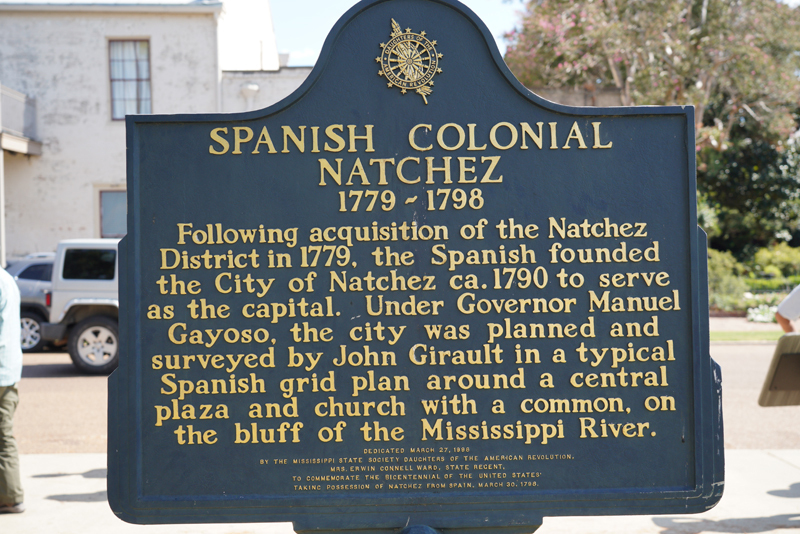 DAUGHTERS OF THE
AMERICAN REVOLUTION
SPANISH COLONIAL
NATCHEZ
1779 ~ 1798
Following acquisition of the Natchez
District in 1779, the Spanish founded
the City of Natchez ca. 1790 to serve
as the capital. Under Governor Manuel
Gayoso, the city was planned and
surveyed by John Girault in a typical
Spanish grid plan around a central
plaza and church with a common, on
the bluff of the Mississippi River.
DEDICATED MARCH 27, 1998
BY THE MISSISSIPPI STATE SOCIETY DAUGHTERS OF THE AMERICAN REVOLUTION,
MRS. ERWIN CONNELL WARD, STATE REGENT,
TO COMMEMORATE THE BICENTENNIAL OF THE UNITED STATES'
TAKING POSSESSION OF NATCHEZ FROM SPAIN, MARCH 30, 1798.